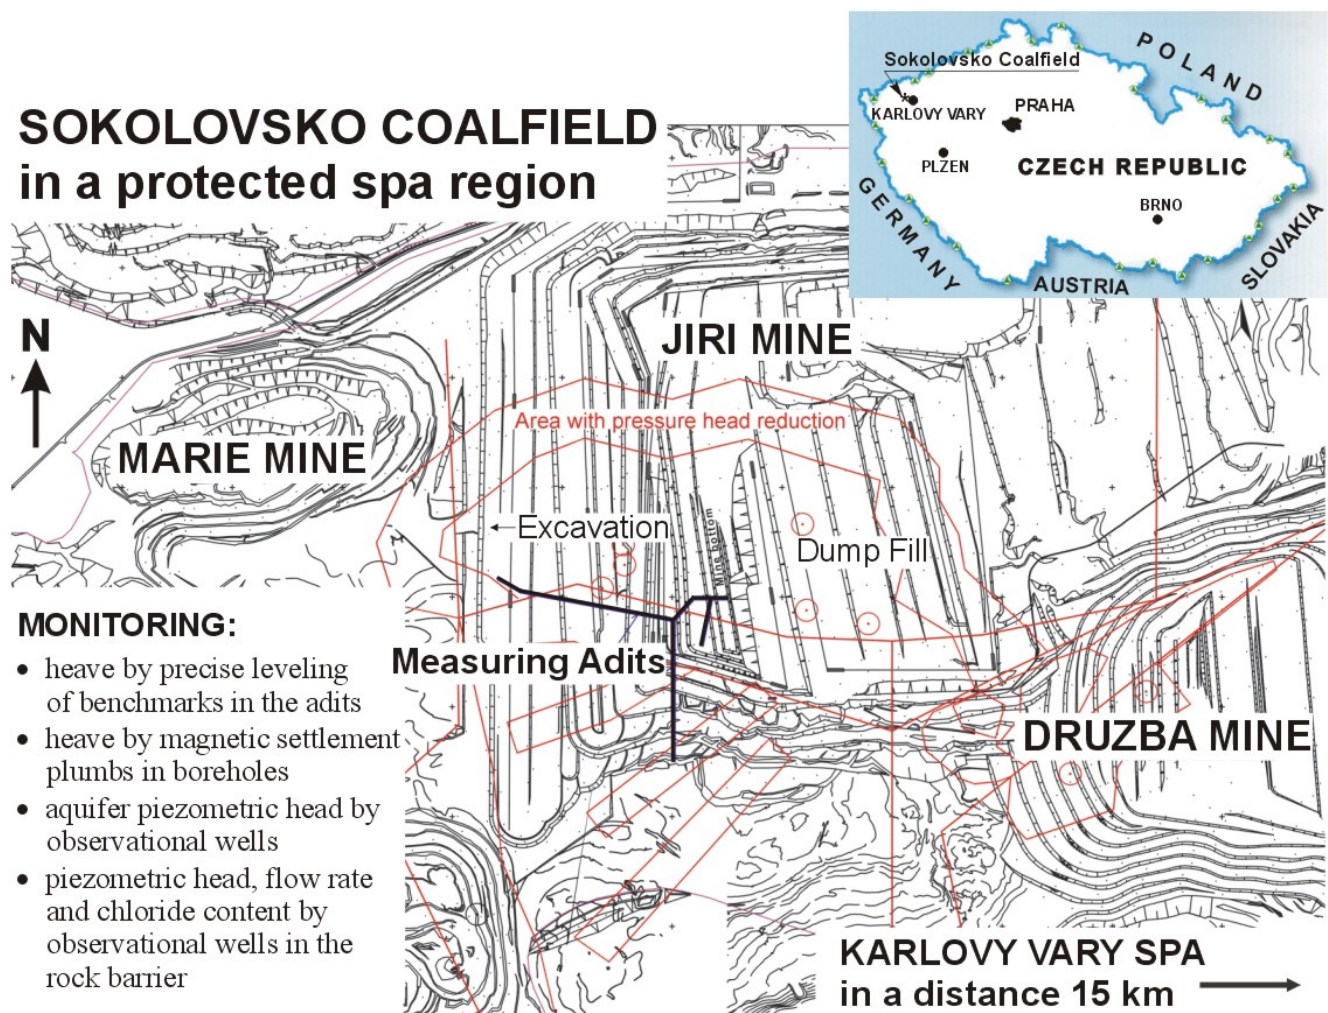 SOKOLOVSKO COALFIELD
in a protected spa region
POLAND
Sokolovsko Coalfield
KARLOVY VARY
PRAHA
PLZEN
CZECH REPUBLIC
BRNO
GERMANY
AUSTRIA
SLOVAKIA
N
JIRI MINE
Area with pressure head reduction
MARIE MINE
Excavation
Mine bottom
Dump Fill
Measuring Adits
DRUZBA MINE
MONITORING:
• heave by precise leveling
of benchmarks in the adits
• heave by magnetic settlement
plumbs in boreholes
• aquifer piezometric head by
observational wells
• piezometric head, flow rate
and chloride content by
observational wells in the
rock barrier
KARLOVY VARY SPA
in a distance 15 km